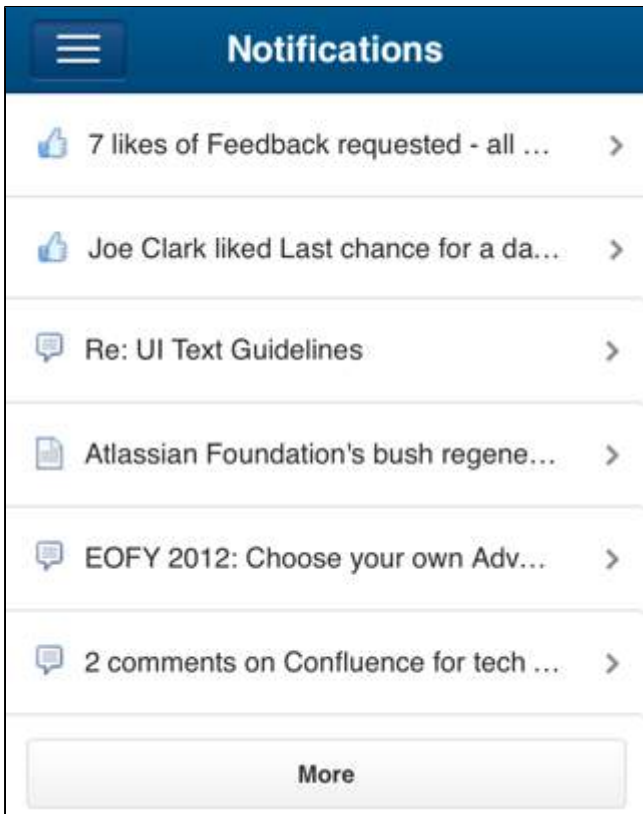 Notifications
7 likes of Feedback requested - all ...
Joe Clark liked Last chance for a da...
Re: UI Text Guidelines
Atlassian Foundation's bush regene...
EOFY 2012: Choose your own Adv...
2 comments on Confluence for tech ...
More